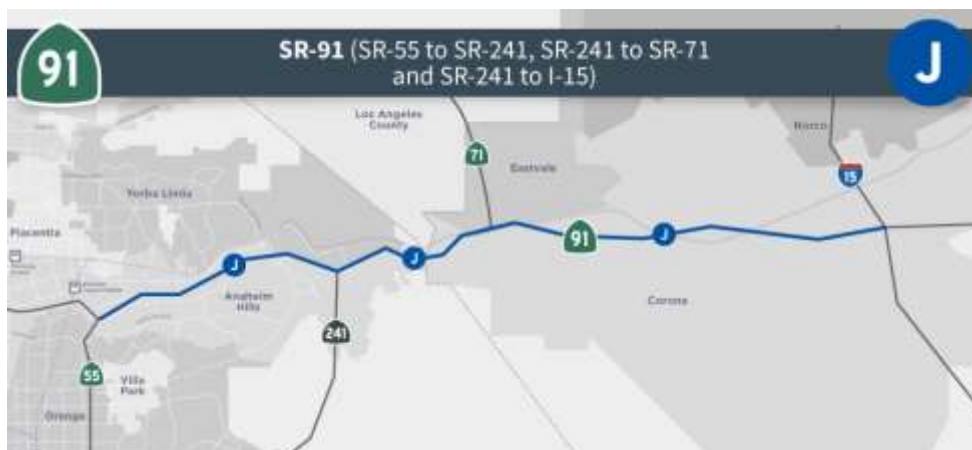 91
SR-91 (SR-55 to SR-241, SR-241 to SR-71
and SR-241 to I-15)
J
Los Angeles
County
Norco
71
Eastvale
15
Yorba Linda
Placentia
91
J
J
J
Anaheim
Hills
Corona
241
55
Villa
Park
Orange